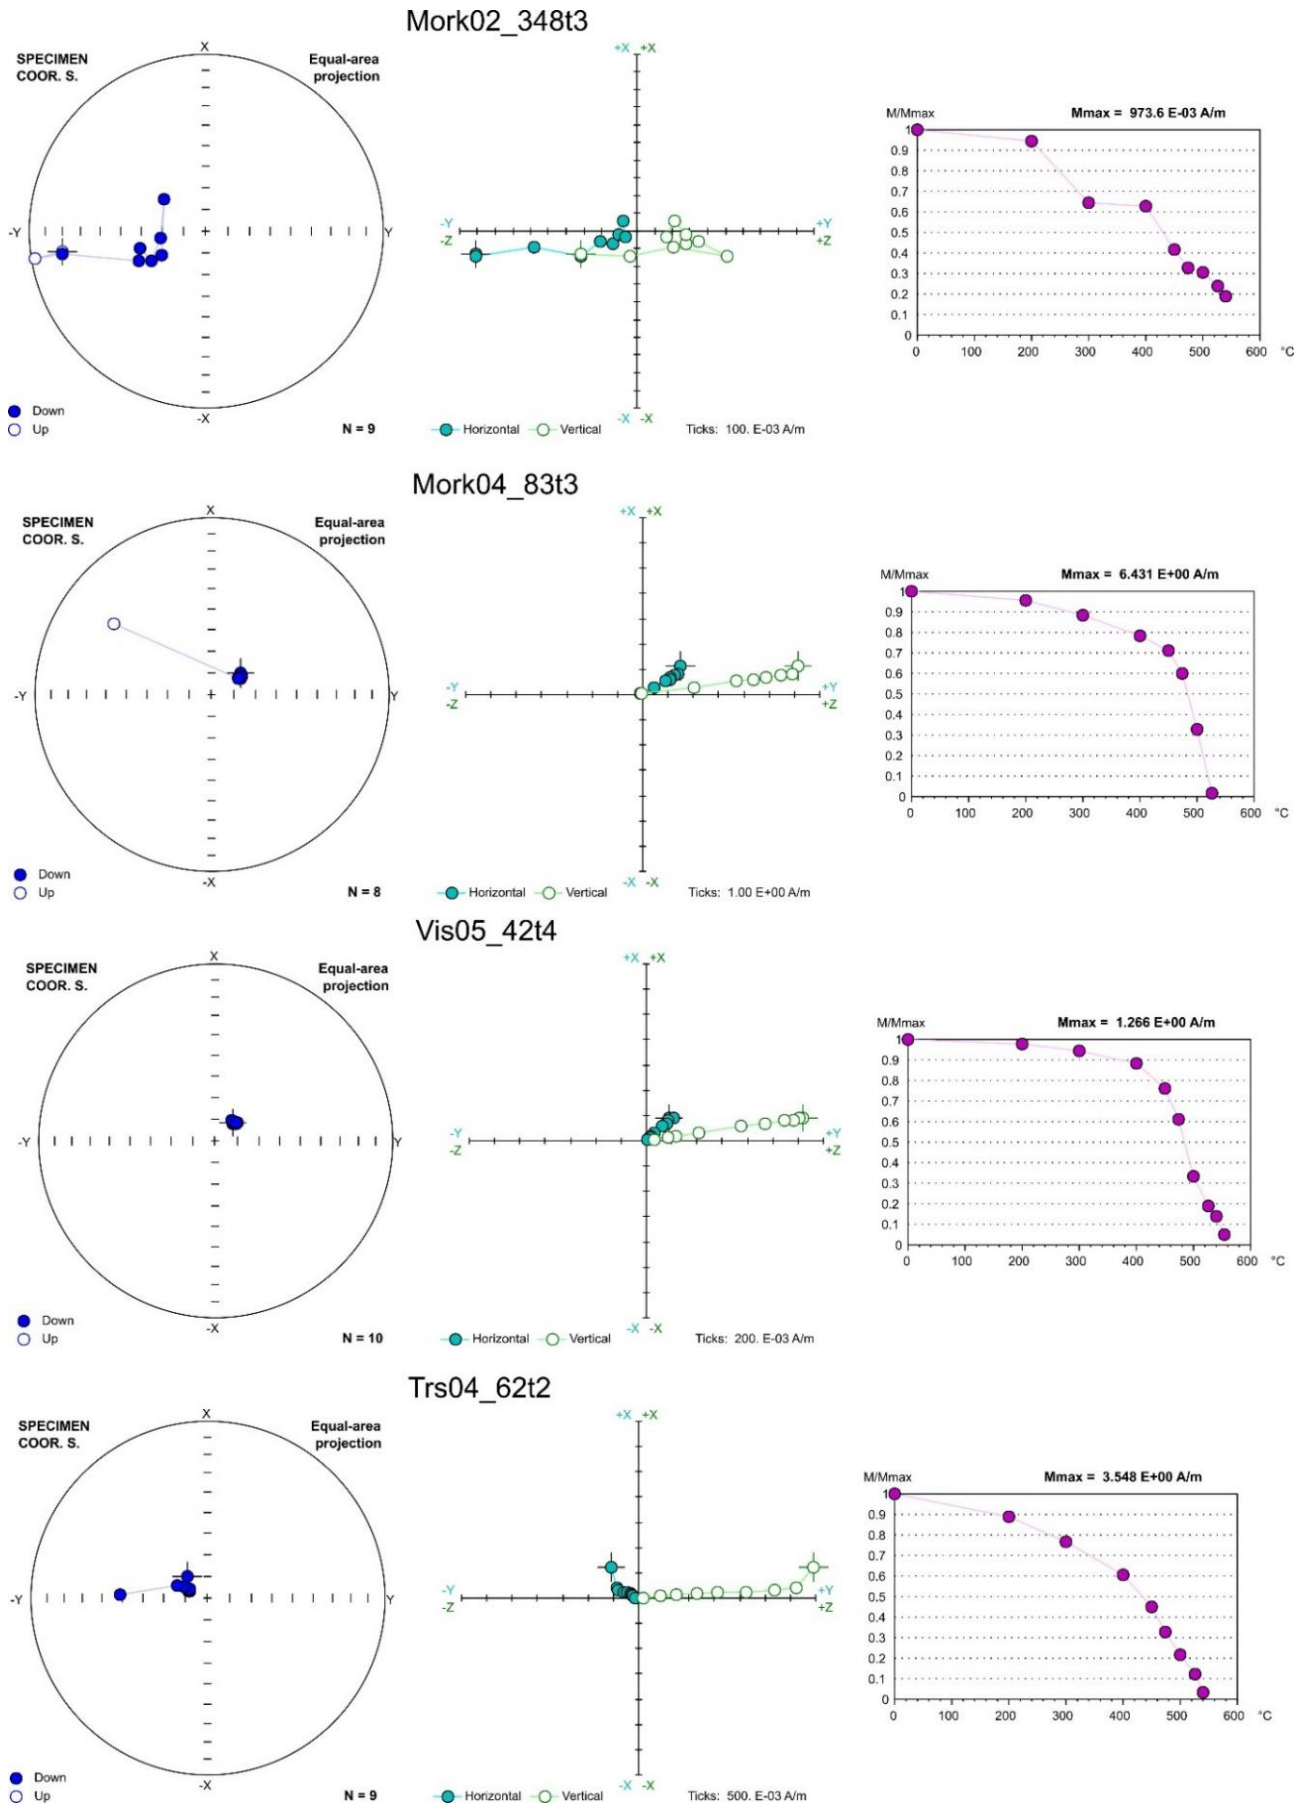 Mork02_348t3
SPECIMEN COOR. S.
Equal-area projection
X
-Y
Y
-X
Down
Up
N = 9
+X +X
-Y
-Z
+Y
+Z
-X -X
Horizontal
Vertical
Ticks: 100. E-03 A/m
M/Mmax
Mmax = 973.6 E-03 A/m
1
0.9
0.8
0.7
0.6
0.5
0.4
0.3
0.2
0.1
0
0 100 200 300 400 500 600 °C
Mork04_83t3
SPECIMEN COOR. S.
Equal-area projection
X
-Y
Y
-X
Down
Up
N = 8
+X +X
-Y
-Z
+Y
+Z
-X -X
Horizontal
Vertical
Ticks: 1.00 E+00 A/m
M/Mmax
Mmax = 6.431 E+00 A/m
1
0.9
0.8
0.7
0.6
0.5
0.4
0.3
0.2
0.1
0
0 100 200 300 400 500 600 °C
Vis05_42t4
SPECIMEN COOR. S.
Equal-area projection
X
-Y
Y
-X
Down
Up
N = 10
+X +X
-Y
-Z
+Y
+Z
-X -X
Horizontal
Vertical
Ticks: 200. E-03 A/m
M/Mmax
Mmax = 1.266 E+00 A/m
1
0.9
0.8
0.7
0.6
0.5
0.4
0.3
0.2
0.1
0
0 100 200 300 400 500 600 °C
Trs04_62t2
SPECIMEN COOR. S.
Equal-area projection
X
-Y
Y
-X
Down
Up
N = 9
+X +X
-Y
-Z
+Y
+Z
-X -X
Horizontal
Vertical
Ticks: 500. E-03 A/m
M/Mmax
Mmax = 3.548 E+00 A/m
1
0.9
0.8
0.7
0.6
0.5
0.4
0.3
0.2
0.1
0
0 100 200 300 400 500 600 °C